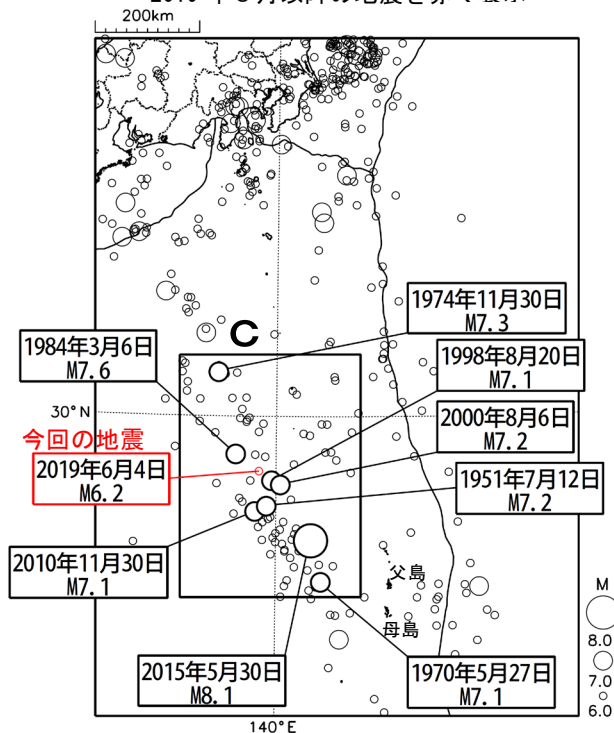 200km
C
1974年11月30日
M7.3
1984年3月6日
M7.6
1998年8月20日
M7.1
30°N
2000年8月6日
M7.2
今回の地震
2019年6月4日
M6.2
1951年7月12日
M7.2
2010年11月30日
M7.1
父島
母島
M
8.0
7.0
6.0
2015年5月30日
M8.1
1970年5月27日
M7.1
140°E